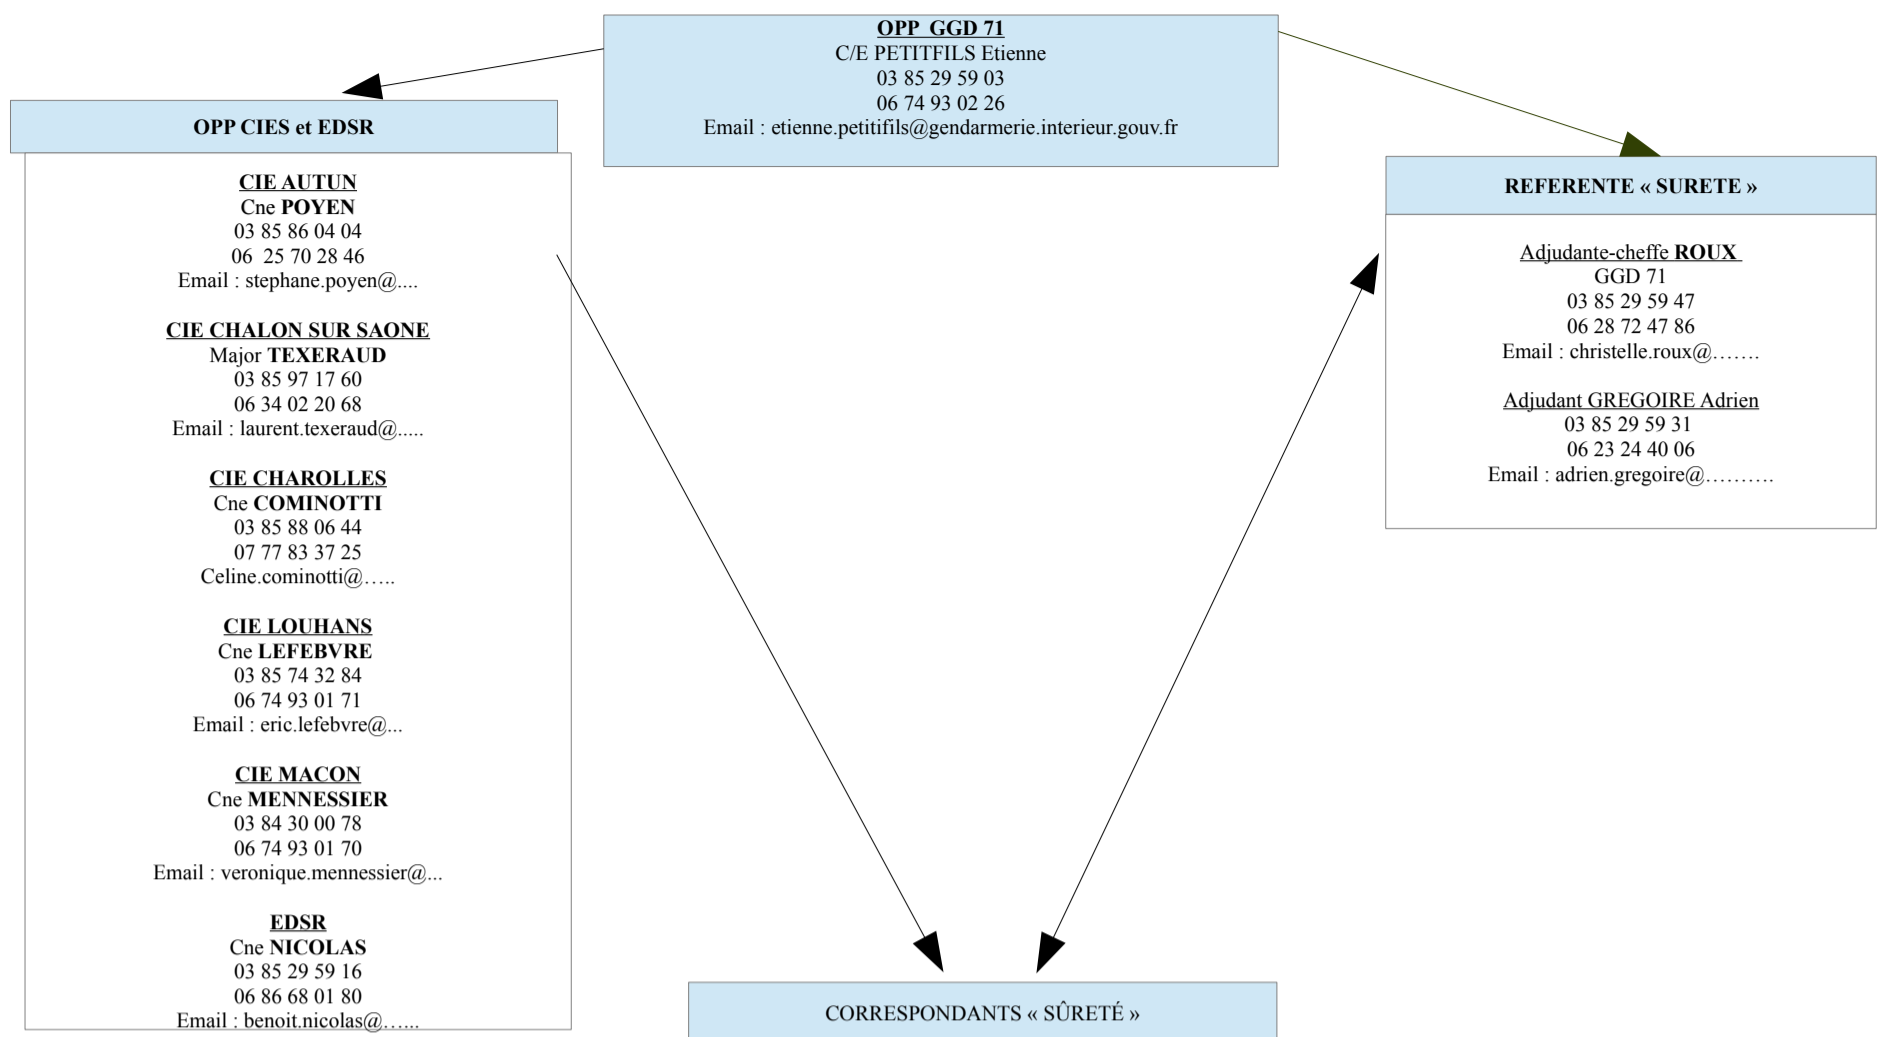 OPP GGD 71
C/E PETITFILS Etienne
03 85 29 59 03
06 74 93 02 26
Email : etienne.petitifils@gendarmerie.interieur.gouv.fr
OPP CIES et EDSR
CIE AUTUN
Cne POYEN
03 85 86 04 04
06 25 70 28 46
Email : stephane.poyen@....
CIE CHALON SUR SAONE
Major TEXERAUD
03 85 97 17 60
06 34 02 20 68
Email : laurent.texeraud@.....
CIE CHAROLLES
Cne COMINOTTI
03 85 88 06 44
07 77 83 37 25
Celine.cominotti@…..
CIE LOUHANS
Cne LEFEBVRE
03 85 74 32 84
06 74 93 01 71
Email : eric.lefebvre@...
CIE MACON
Cne MENNESSIER
03 84 30 00 78
06 74 93 01 70
Email : veronique.mennessier@...
EDSR
Cne NICOLAS
03 85 29 59 16
06 86 68 01 80
Email : benoit.nicolas@…...
REFERENTE « SURETE »
Adjudante-cheffe ROUX
GGD 71
03 85 29 59 47
06 28 72 47 86
Email : christelle.roux@…….
Adjudant GREGOIRE Adrien
03 85 29 59 31
06 23 24 40 06
Email : adrien.gregoire@……….
CORRESPONDANTS « SÛRETÉ »